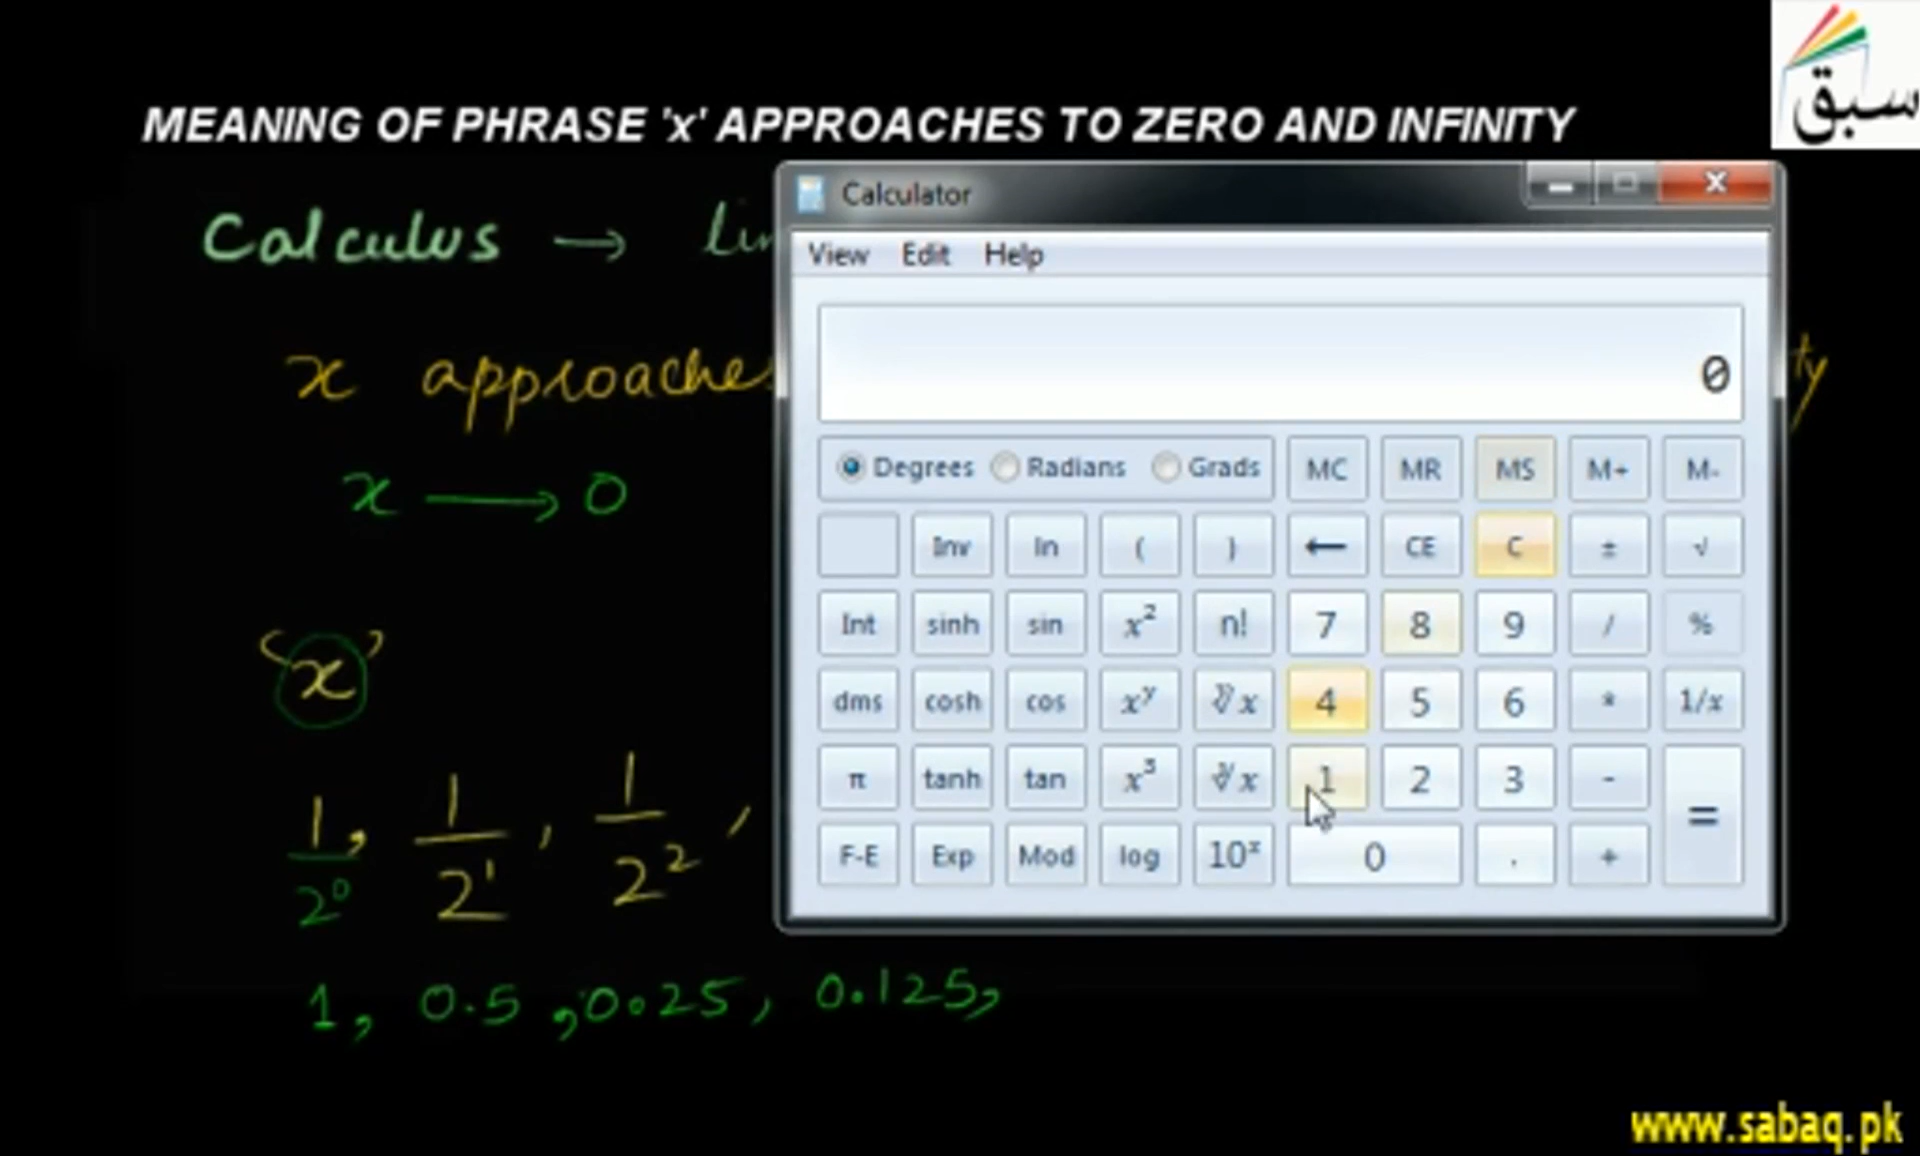 سبق
MEANING OF PHRASE 'x' APPROACHES TO ZERO AND INFINITY
Calculus → Lim
x approaches ty
x → 0
'x'
1/2⁰, 1/2¹, 1/2²,
1, 0.5, 0.25, 0.125,
Calculator
View Edit Help
0
Degrees Radians Grads MC MR MS M+ M-
Inv ln ( ) ← CE C ± √
Int sinh sin x² n! 7 8 9 / %
dms cosh cos xʸ ʸ√x 4 5 6 * 1/x
π tanh tan x³ ³√x 1 2 3 - =
F-E Exp Mod log 10ˣ 0 . +
www.sabaq.pk